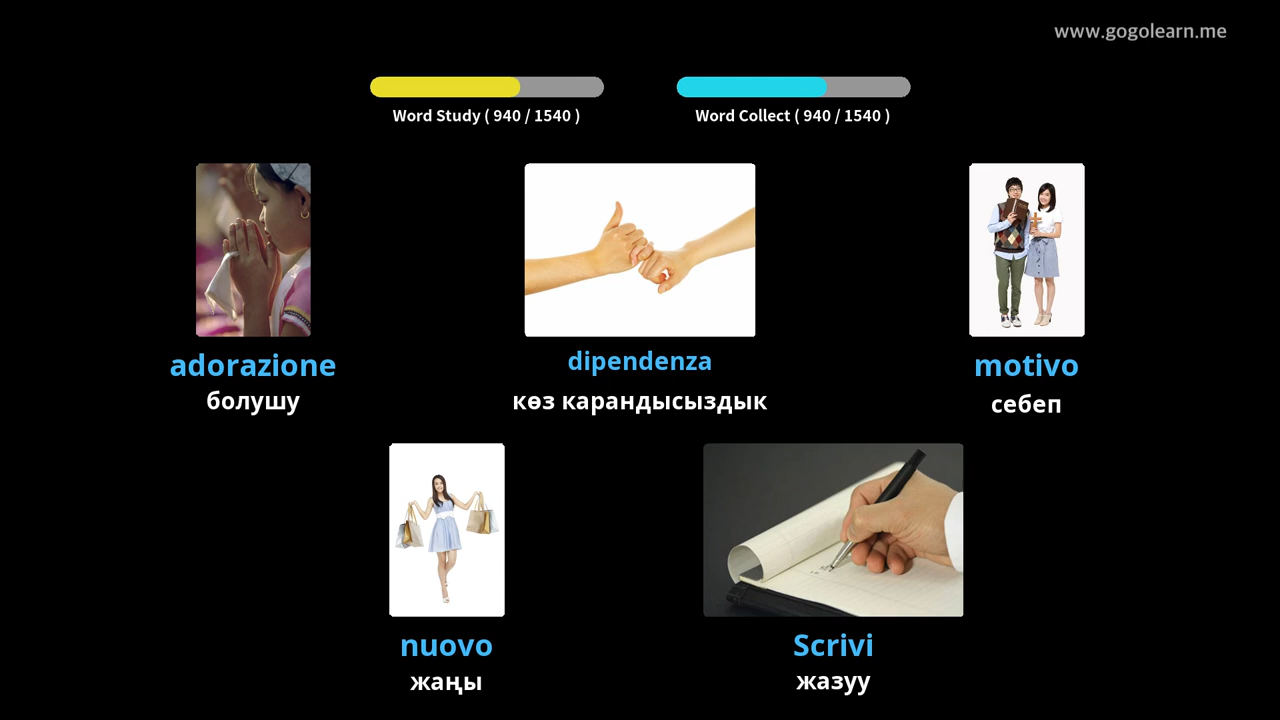 www.gogolearn.me
Word Study ( 940 / 1540 )
Word Collect ( 940 / 1540 )
adorazione
болушу
dipendenza
көз карандысыздык
motivo
себеп
nuovo
жаңы
Scrivi
жазуу